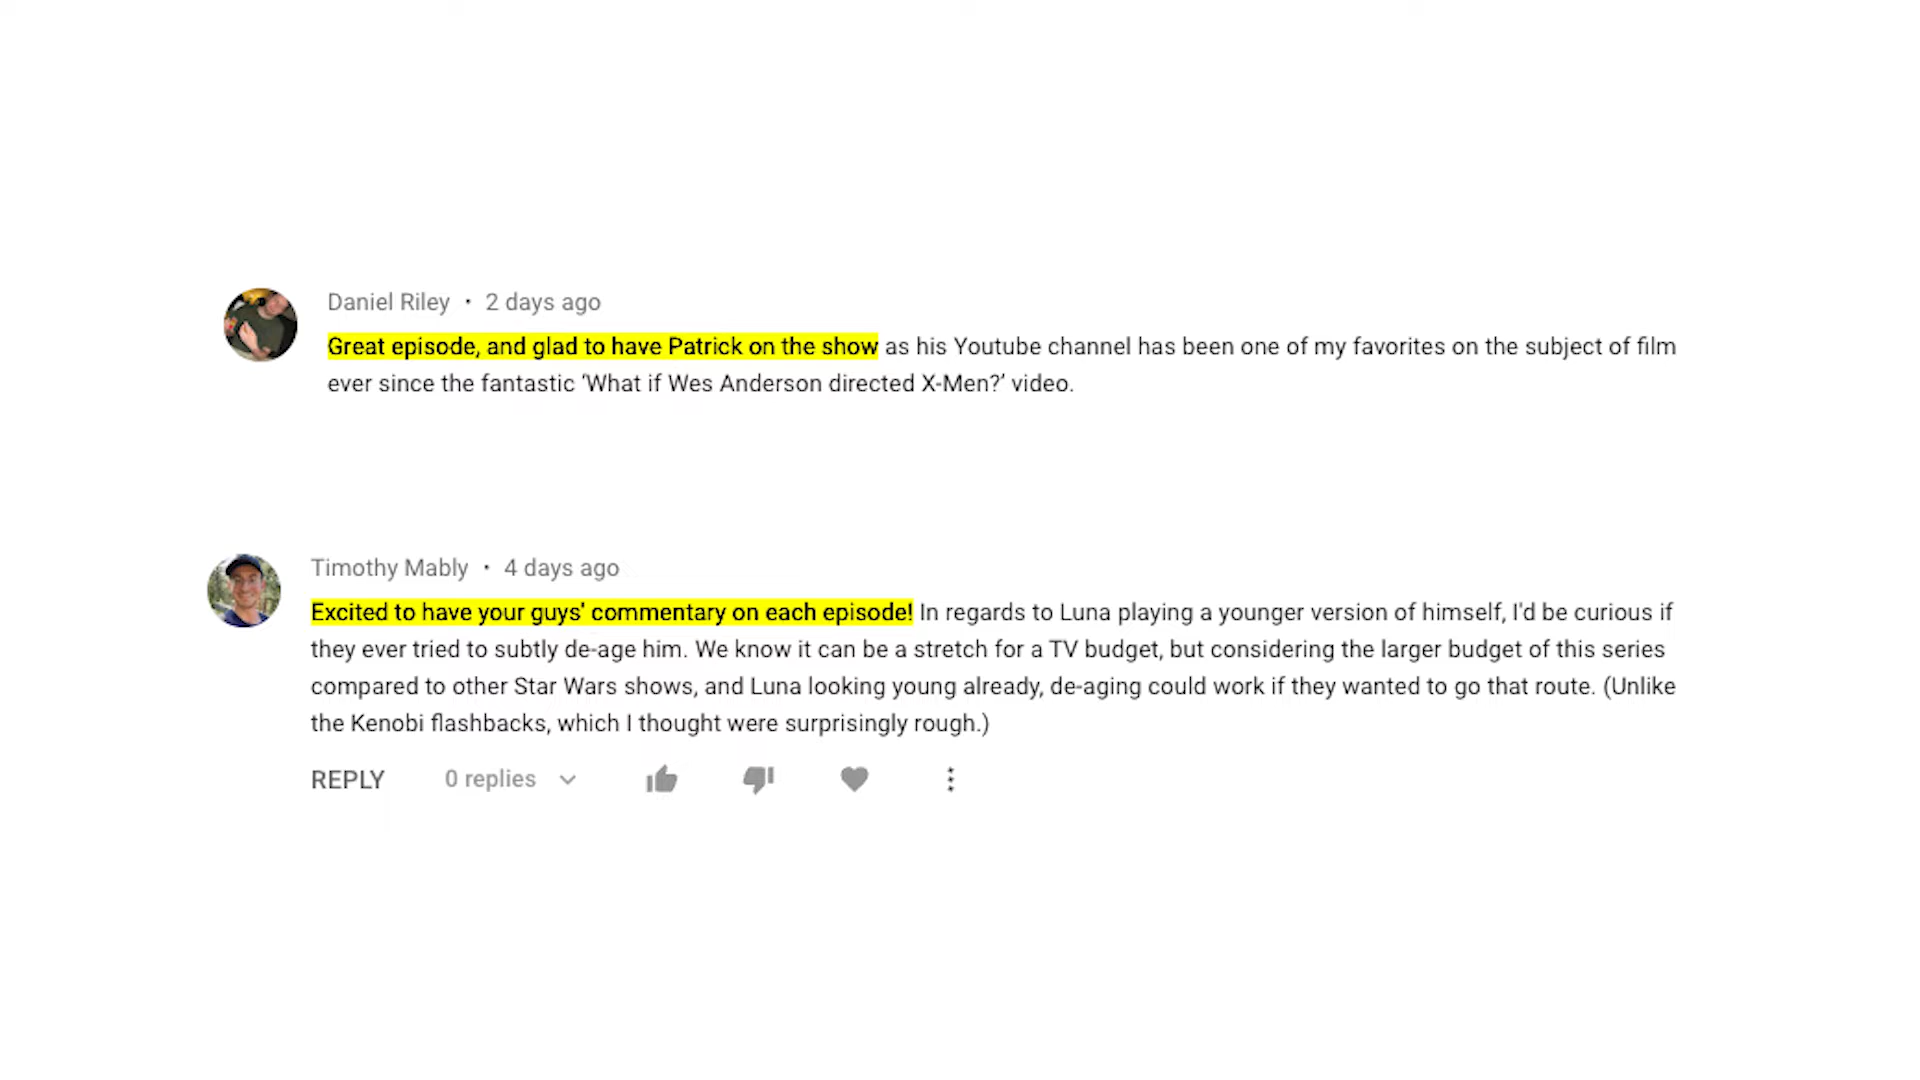 Daniel Riley • 2 days ago
Great episode, and glad to have Patrick on the show as his Youtube channel has been one of my favorites on the subject of film
ever since the fantastic ‘What if Wes Anderson directed X-Men?’ video.
Timothy Mably • 4 days ago
Excited to have your guys' commentary on each episode! In regards to Luna playing a younger version of himself, I'd be curious if
they ever tried to subtly de-age him. We know it can be a stretch for a TV budget, but considering the larger budget of this series
compared to other Star Wars shows, and Luna looking young already, de-aging could work if they wanted to go that route. (Unlike
the Kenobi flashbacks, which I thought were surprisingly rough.)
REPLY 0 replies